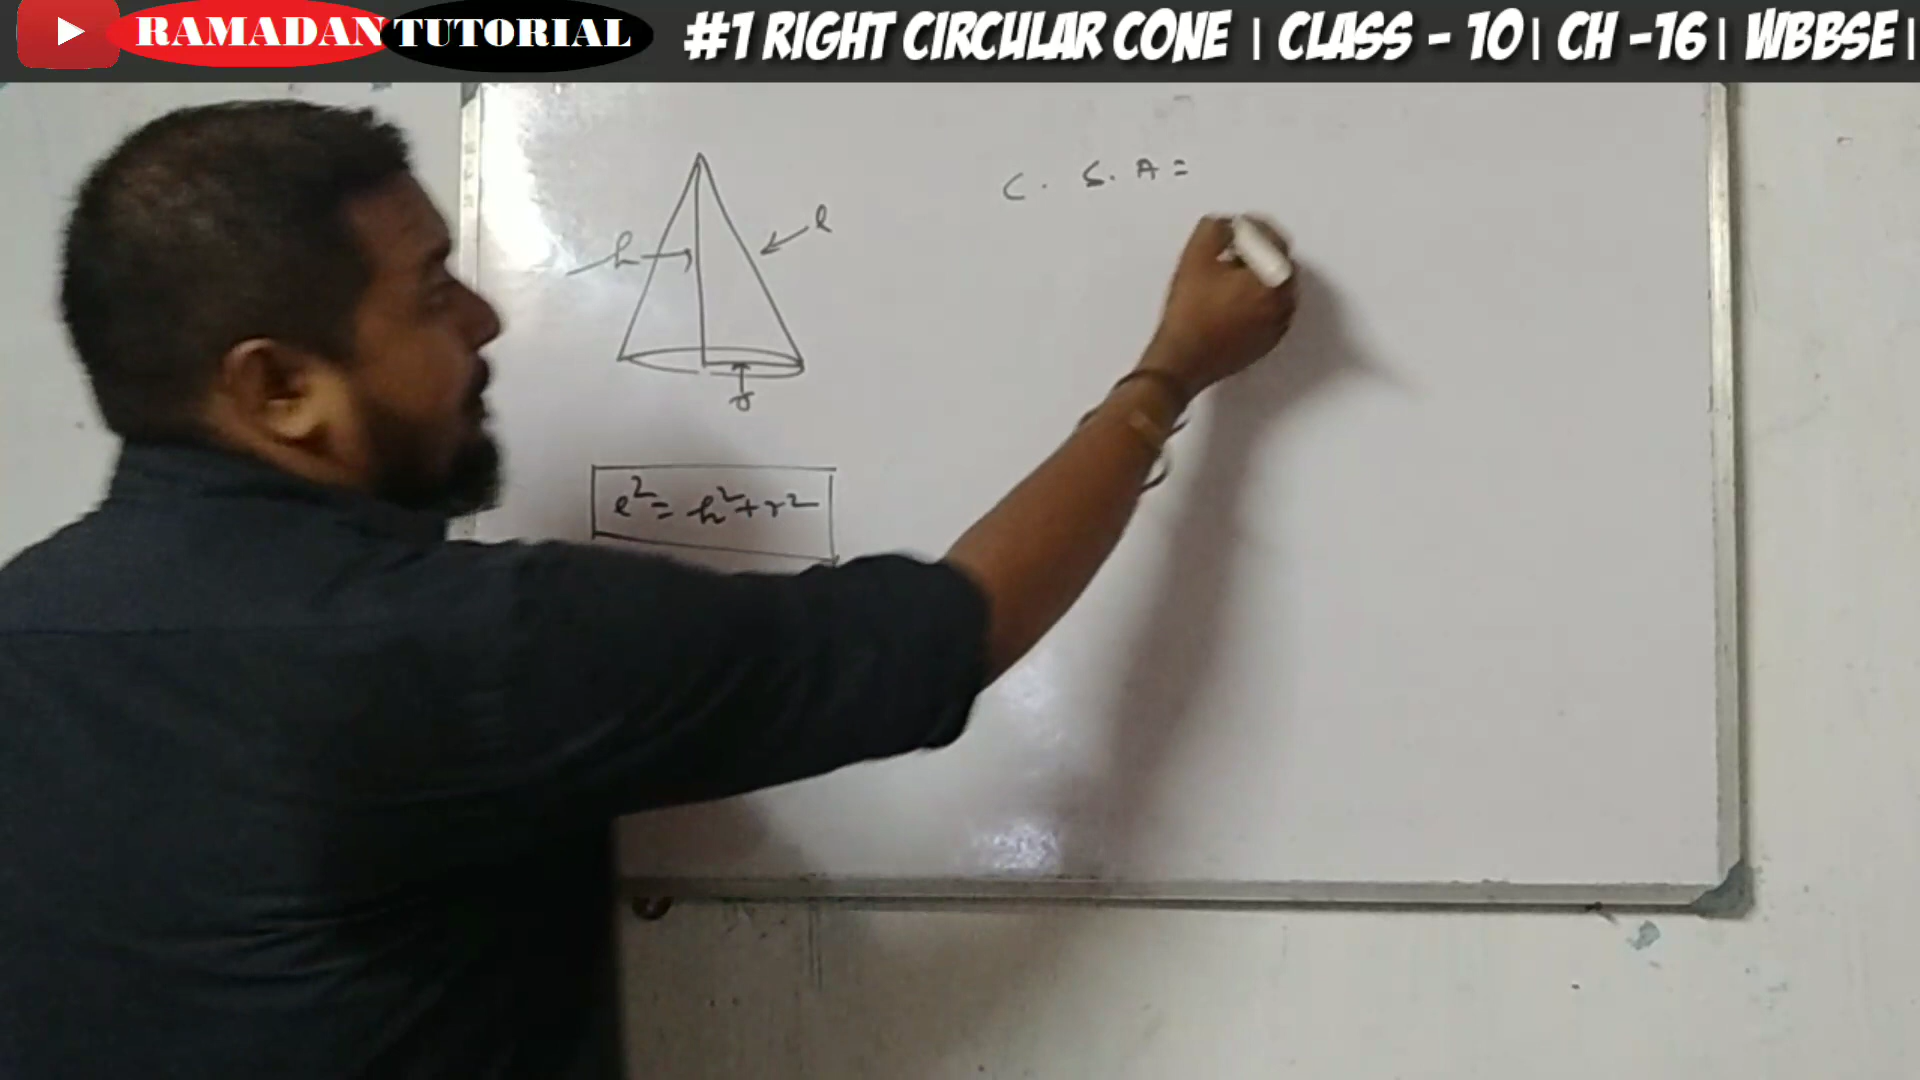 RAMADAN TUTORIAL #1 RIGHT CIRCULAR CONE | CLASS - 10 | CH -16 | WBBSE |
C. S. A =
h
l
r
l² = h² + r²